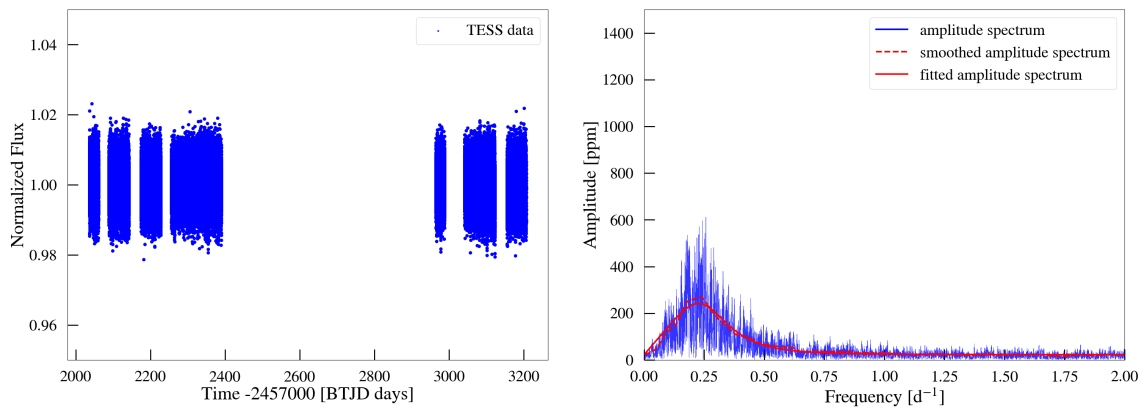 TESS data
1.04
1.02
1.00
0.98
0.96
Normalized Flux
2000 2200 2400 2600 2800 3000 3200
Time -2457000 [BTJD days]
amplitude spectrum
smoothed amplitude spectrum
fitted amplitude spectrum
1400
1200
1000
800
600
400
200
0
Amplitude [ppm]
0.00 0.25 0.50 0.75 1.00 1.25 1.50 1.75 2.00
Frequency [d⁻¹]